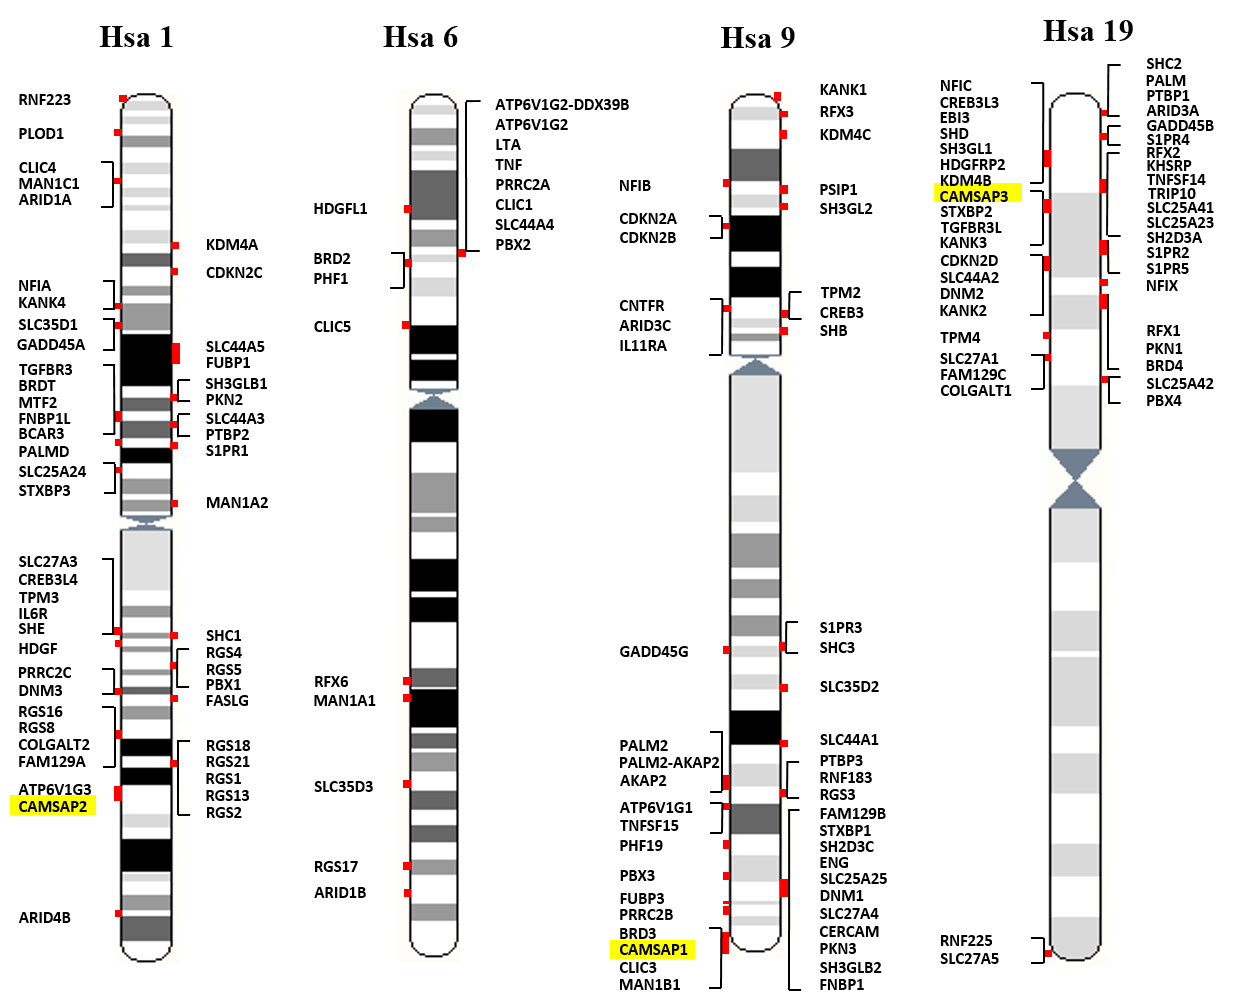 Hsa 1
RNF223
PLOD1
CLIC4
MAN1C1
ARID1A
NFIA
KANK4
SLC35D1
GADD45A
TGFBR3
BRDT
MTF2
FNBP1L
BCAR3
PALMD
SLC25A24
STXBP3
SLC27A3
CREB3L4
TPM3
IL6R
SHE
HDGF
PRRC2C
DNM3
RGS16
RGS8
COLGALT2
FAM129A
ATP6V1G3
CAMSAP2
ARID4B
KDM4A
CDKN2C
SLC44A5
FUBP1
SH3GLB1
PKN2
SLC44A3
PTBP2
S1PR1
MAN1A2
SHC1
RGS4
RGS5
PBX1
FASLG
RGS18
RGS21
RGS1
RGS13
RGS2
Hsa 6
HDGFL1
BRD2
PHF1
CLIC5
RFX6
MAN1A1
SLC35D3
RGS17
ARID1B
ATP6V1G2-DDX39B
ATP6V1G2
LTA
TNF
PRRC2A
CLIC1
SLC44A4
PBX2
Hsa 9
NFIB
CDKN2A
CDKN2B
CNTFR
ARID3C
IL11RA
GADD45G
PALM2
PALM2-AKAP2
AKAP2
ATP6V1G1
TNFSF15
PHF19
PBX3
FUBP3
PRRC2B
BRD3
CAMSAP1
CLIC3
MAN1B1
KANK1
RFX3
KDM4C
PSIP1
SH3GL2
TPM2
CREB3
SHB
S1PR3
SHC3
SLC35D2
SLC44A1
PTBP3
RNF183
RGS3
FAM129B
STXBP1
SH2D3C
ENG
SLC25A25
DNM1
SLC27A4
CERCAM
PKN3
SH3GLB2
FNBP1
Hsa 19
NFIC
CREB3L3
EBI3
SHD
SH3GL1
HDGFRP2
KDM4B
CAMSAP3
STXBP2
TGFBR3L
KANK3
CDKN2D
SLC44A2
DNM2
KANK2
TPM4
SLC27A1
FAM129C
COLGALT1
RNF225
SLC27A5
SHC2
PALM
PTBP1
ARID3A
GADD45B
S1PR4
RFX2
KHSRP
TNFSF14
TRIP10
SLC25A41
SLC25A23
SH2D3A
S1PR2
S1PR5
NFIX
RFX1
PKN1
BRD4
SLC25A42
PBX4